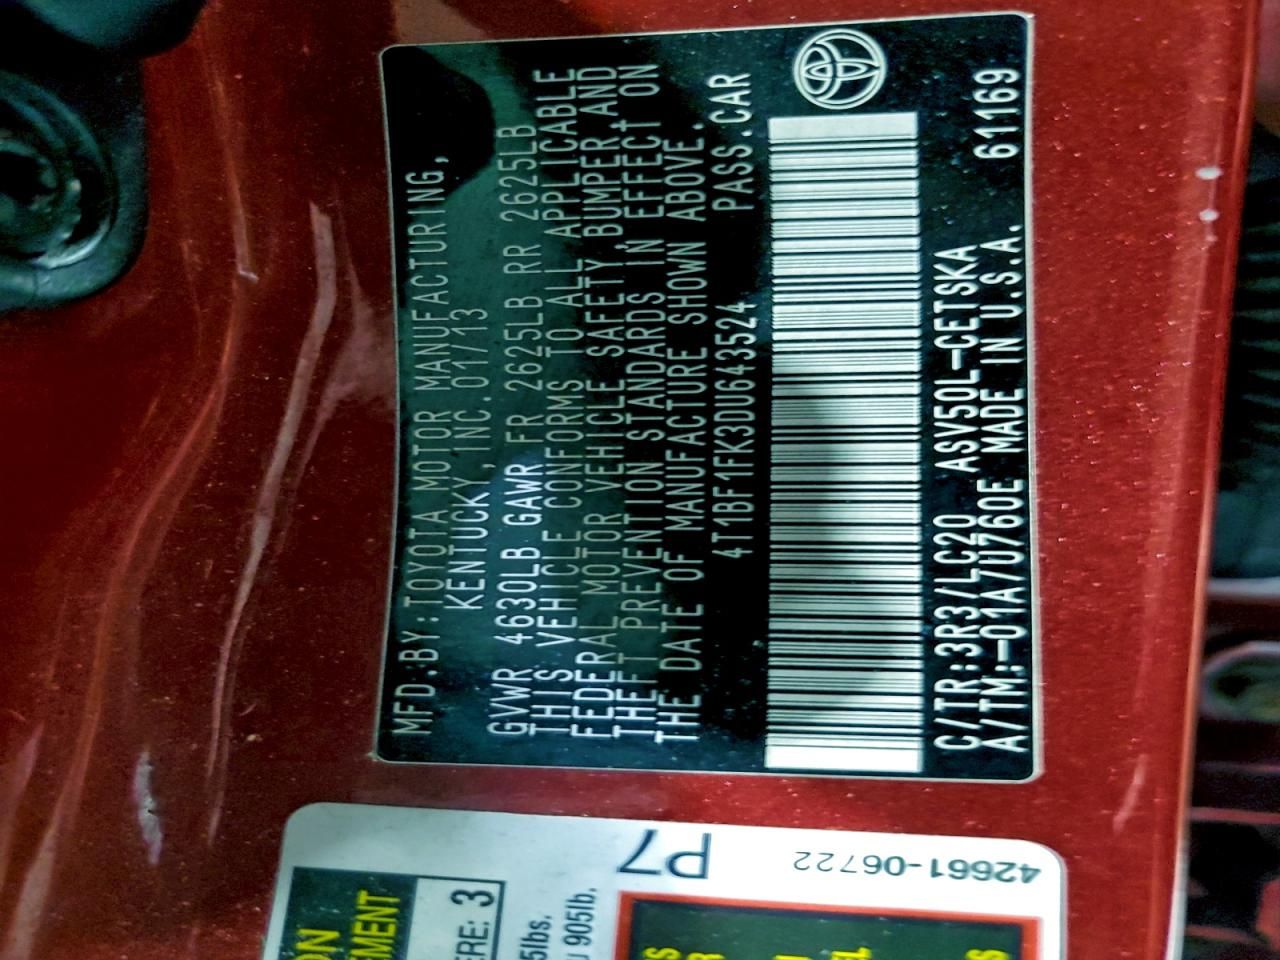 MFD.BY:TOYOTA MOTOR MANUFACTURING,
KENTUCKY, INC. 01/13
GVWR 4630LB GAWR FR 2625LB RR 2625LB
THIS VEHICLE CONFORMS TO ALL APPLICABLE
FEDERAL MOTOR VEHICLE SAFETY,BUMPER,AND
THEFT PREVENTION STANDARDS IN EFFECT ON
THE DATE OF MANUFACTURE SHOWN ABOVE.
4T1BF1FK3DU643524 PASS.CAR
C/TR:3R3/LC20 ASV50L-CETSKA
A/TM:-01A/U760E MADE IN U.S.A. 61169
P7
42661-06722
905lb.